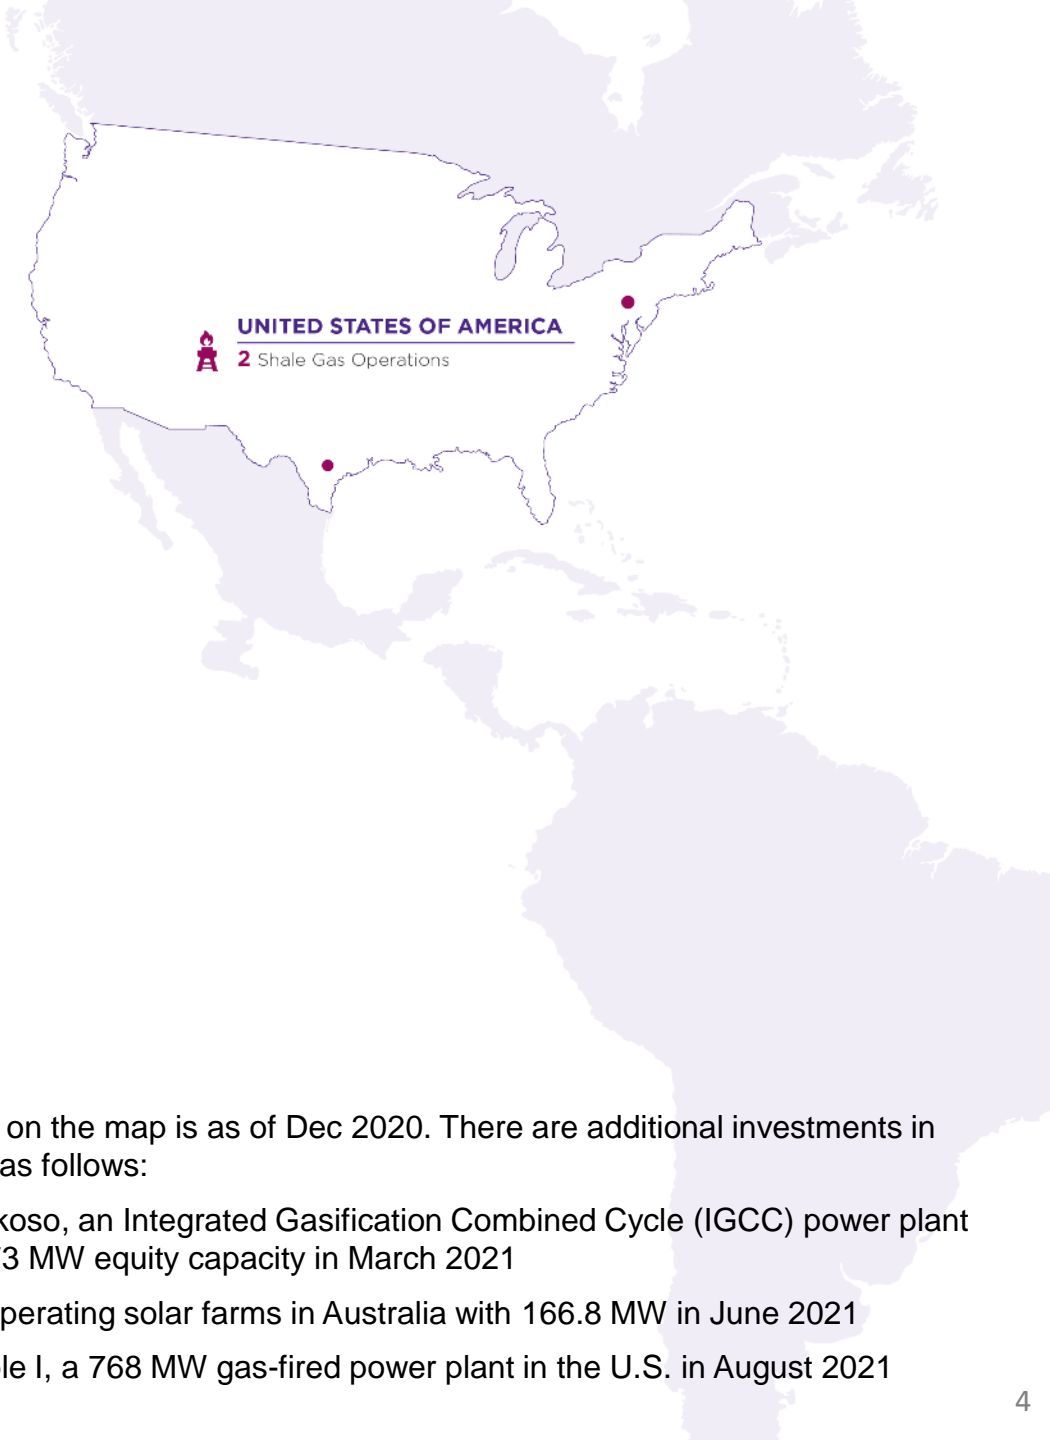 UNITED STATES OF AMERICA
2 Shale Gas Operations
on the map is as of Dec 2020. There are additional investments in
as follows:
koso, an Integrated Gasification Combined Cycle (IGCC) power plant
3 MW equity capacity in March 2021
perating solar farms in Australia with 166.8 MW in June 2021
le I, a 768 MW gas-fired power plant in the U.S. in August 2021
4